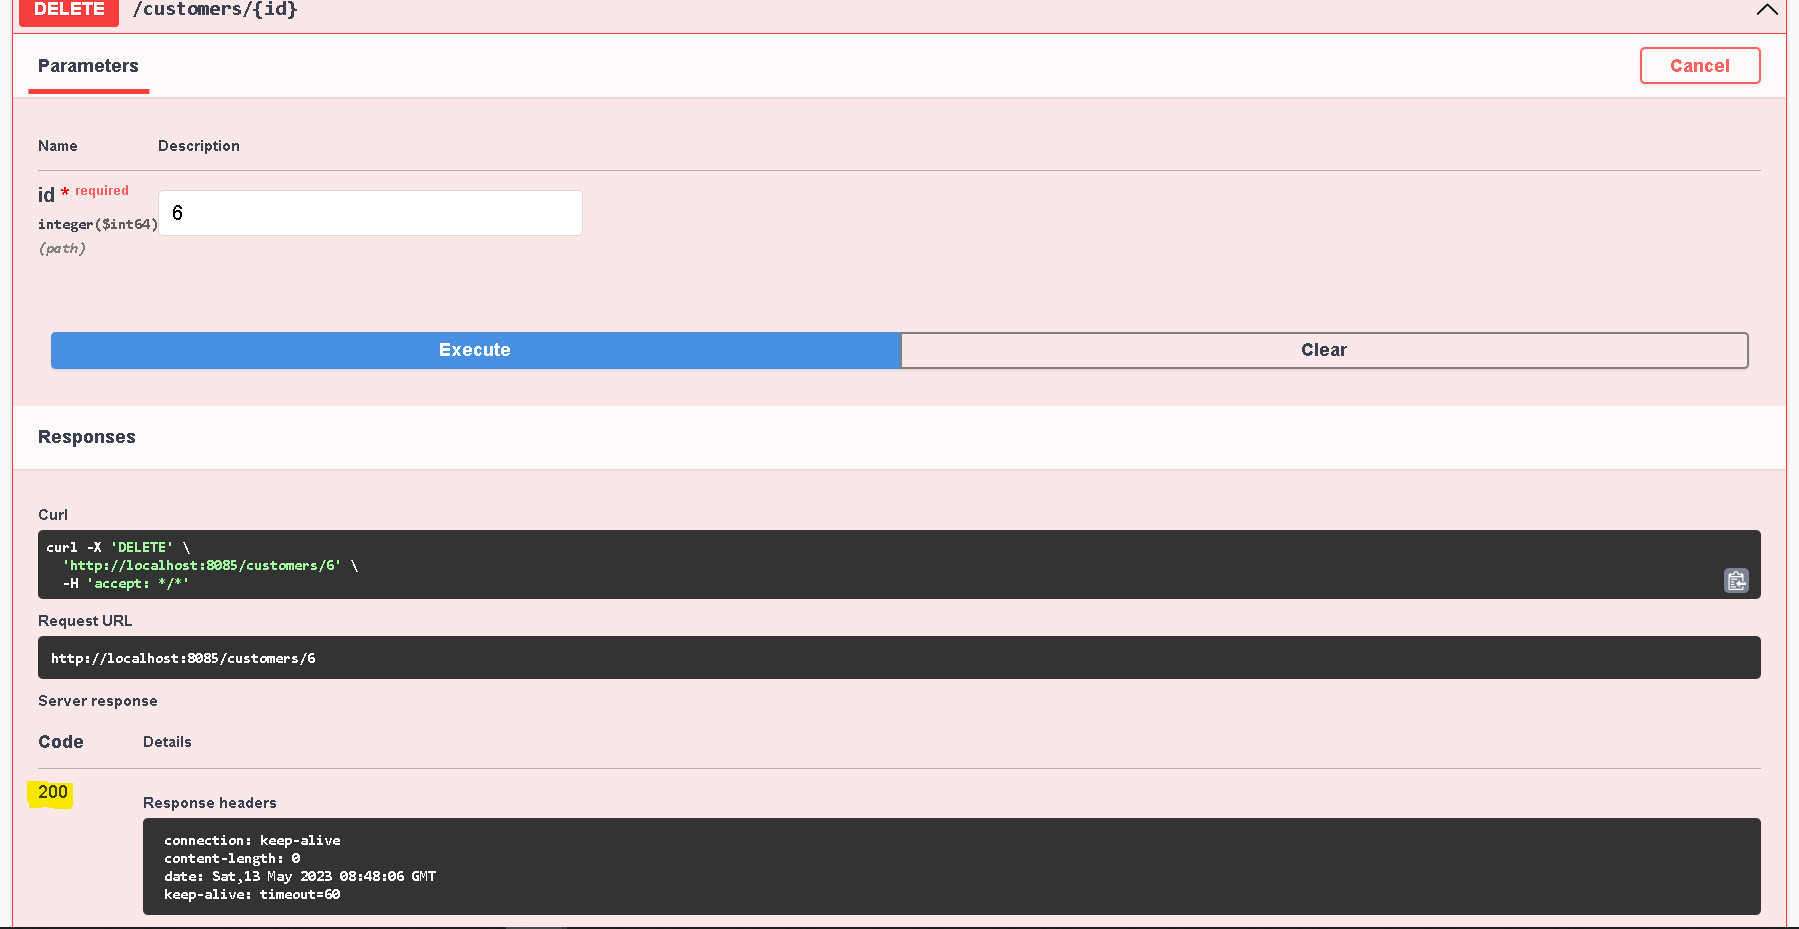 DELETE /customers/{id}
Parameters
Cancel
Name Description
id * required
integer($int64)
(path)
6
Execute
Clear
Responses
Curl
curl -X 'DELETE' \
'http://localhost:8085/customers/6' \
-H 'accept: */*'
Request URL
http://localhost:8085/customers/6
Server response
Code Details
200
Response headers
connection: keep-alive
content-length: 0
date: Sat,13 May 2023 08:48:06 GMT
keep-alive: timeout=60